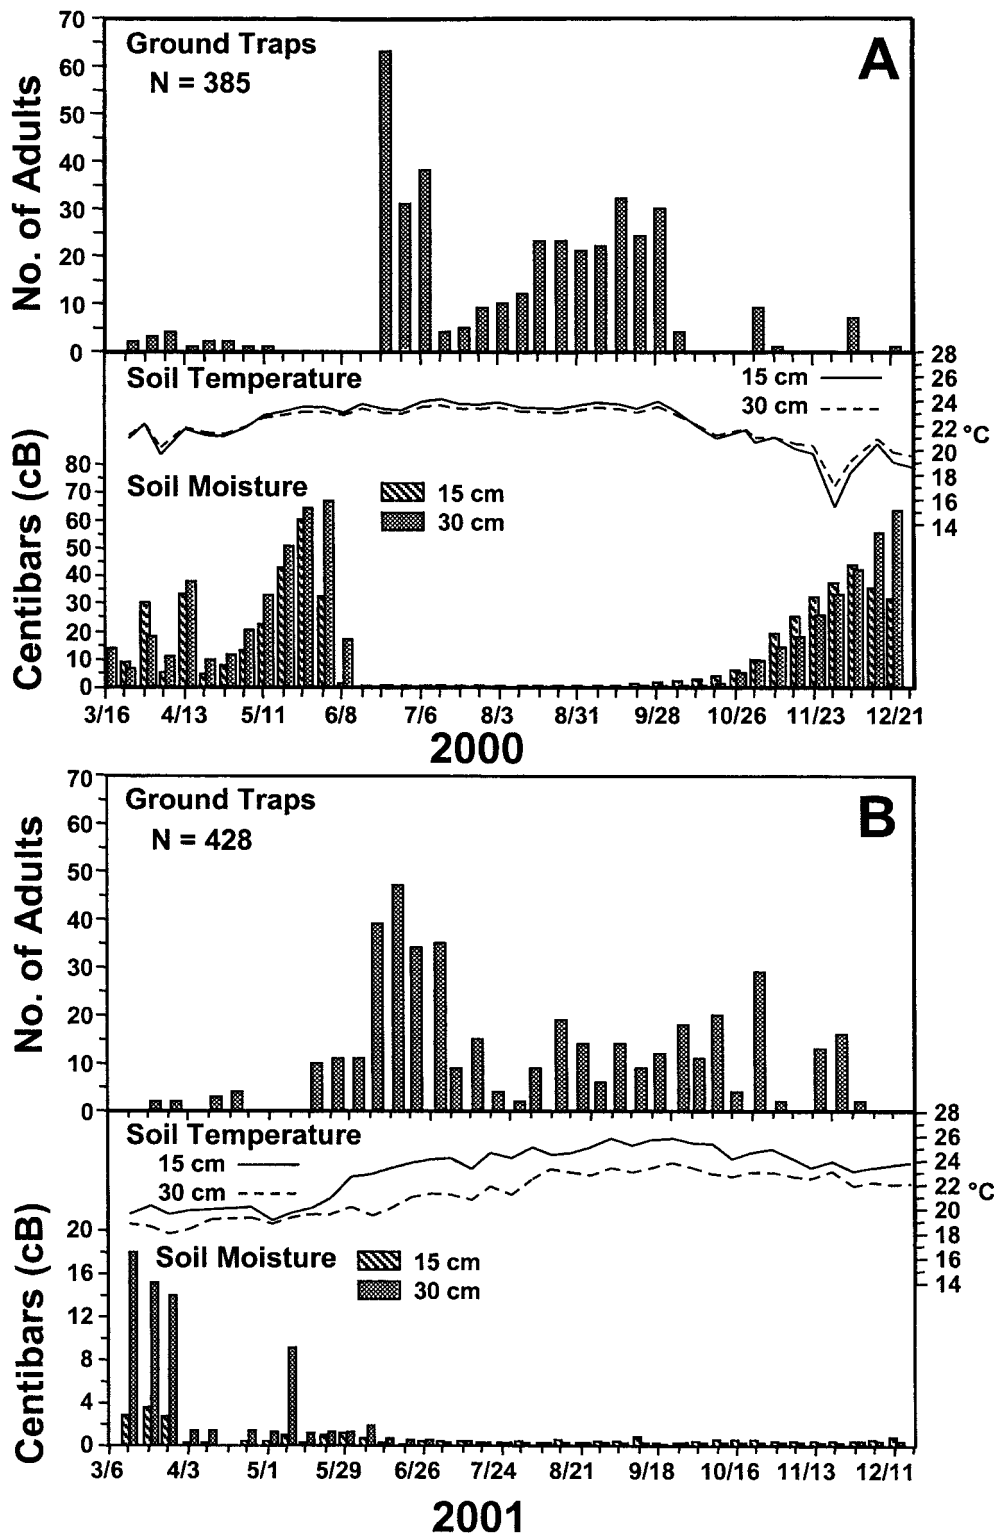 A
Ground Traps
N = 385
No. of Adults
70
60
50
40
30
20
10
0
Soil Temperature
15 cm
30 cm
28
26
24
22
20
18
16
14
°C
Soil Moisture
15 cm
30 cm
Centibars (cB)
80
70
60
50
40
30
20
10
0
3/16 4/13 5/11 6/8 7/6 8/3 8/31 9/28 10/26 11/23 12/21
2000
B
Ground Traps
N = 428
No. of Adults
70
60
50
40
30
20
10
0
Soil Temperature
15 cm
30 cm
28
26
24
22
20
18
16
14
°C
Soil Moisture
15 cm
30 cm
Centibars (cB)
20
16
12
8
4
0
3/6 4/3 5/1 5/29 6/26 7/24 8/21 9/18 10/16 11/13 12/11
2001